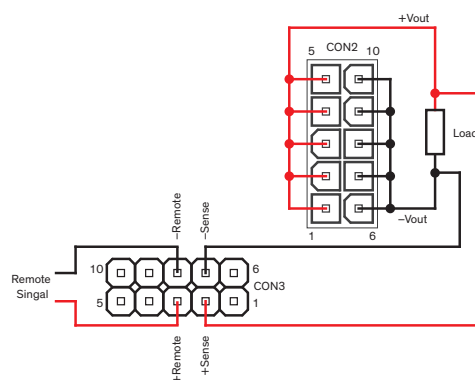 +Vout
CON2
5
10
Load
1
6
−Vout
−Remote
−Sense
10
6
Remote
Singal
CON3
5
1
+Remote
+Sense